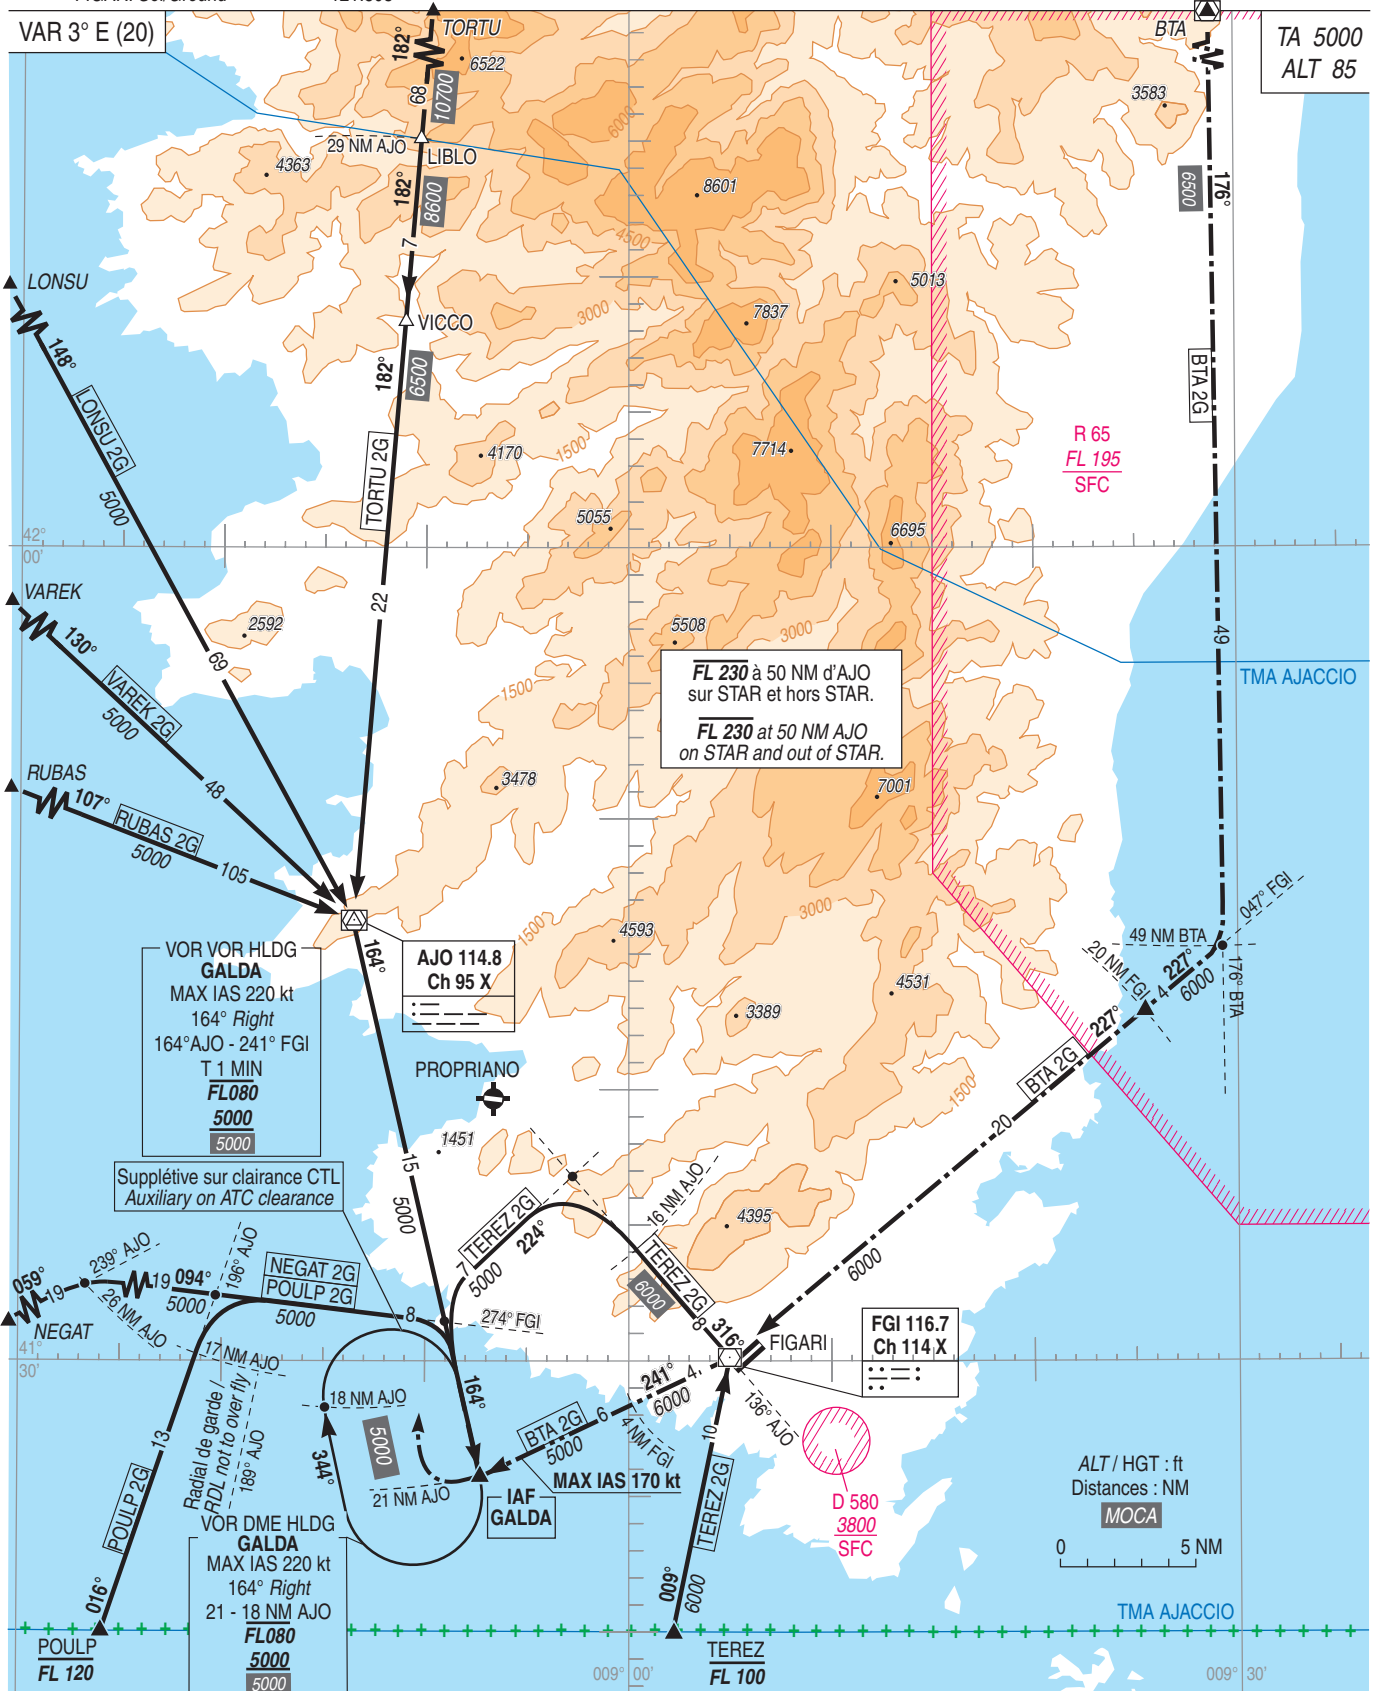 VAR 3° E (20)
TORTU
182°
6522
68
10700
BTA
TA 5000
ALT 85
3583
6000
29 NM AJO
LIBLO
4363
182°
8600
8601
6500
176°
4500
7
5013
LONSU
3000
7837
VICCO
148°
182°
6500
BTA 2G
LONSU 2G
TORTU 2G
4170
1500
7714
R 65
FL 195
SFC
5000
5055
6695
42°
00'
VAREK
22
130°
2592
5508
3000
49
69
FL 230 à 50 NM d'AJO
sur STAR et hors STAR.
FL 230 at 50 NM AJO
on STAR and out of STAR.
TMA AJACCIO
VAREK 2G
5000
1500
RUBAS
107°
48
3478
7001
RUBAS 2G
5000
105
3000
047° FGI
1500
4593
49 NM BTA
VOR VOR HLDG
GALDA
MAX IAS 220 kt
164° Right
164°AJO - 241° FGI
T 1 MIN
FL080
5000
5000
164°
AJO 114.8
Ch 95 X
20 NM FGI
227°
4
6000
176° BTA
4531
3389
227°
PROPRIANO
BTA 2G
1500
20
1451
Supplétive sur clairance CTL
Auxiliary on ATC clearance
15
5000
16 NM AJO
4395
TEREZ 2G
224°
7
5000
TEREZ 2G
6000
6000
8
316°
059°
19
239° AJO
26 NM AJO
19
094°
5000
196° AJO
NEGAT 2G
POULP 2G
5000
8
274° FGI
NEGAT
17 NM AJO
FIGARI
FGI 116.7
Ch 114 X
41°
30'
164°
241°
4
6000
18 NM AJO
136° AJO
Radial de garde /
RDL not to over fly
189° AJO
5000
BTA 2G
6
5000
4 NM FGI
10
13
344°
MAX IAS 170 kt
21 NM AJO
IAF
GALDA
POULP 2G
TEREZ 2G
D 580
3800
SFC
ALT / HGT : ft
Distances : NM
MOCA
0 5 NM
VOR DME HLDG
GALDA
MAX IAS 220 kt
164° Right
21 - 18 NM AJO
FL080
5000
5000
016°
009°
6000
TMA AJACCIO
POULP
FL 120
TEREZ
FL 100
009° 00'
009° 30'